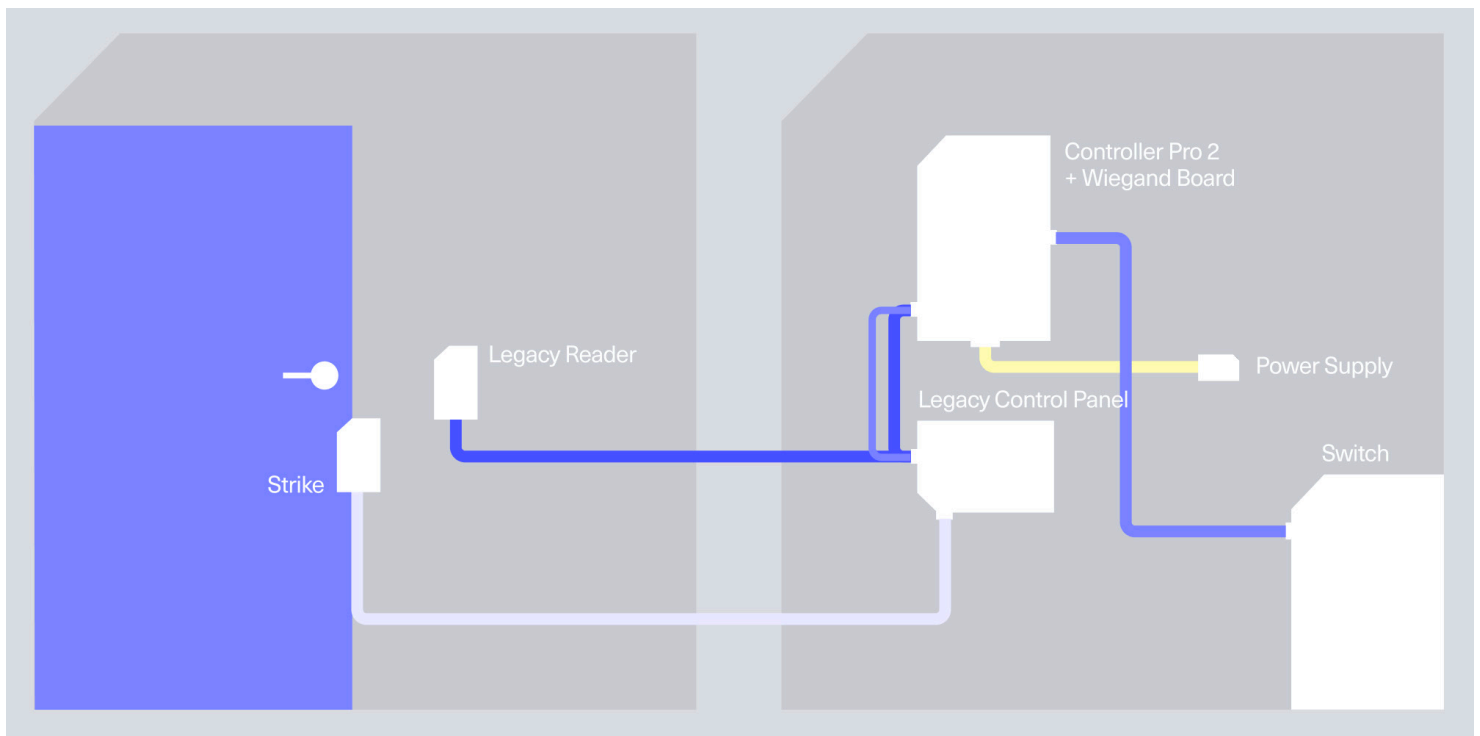 Controller Pro 2
+ Wiegand Board
Legacy Reader
Power Supply
Legacy Control Panel
Switch
Strike